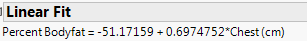 Linear Fit
Percent Bodyfat = -51.17159 + 0.6974752*Chest (cm)